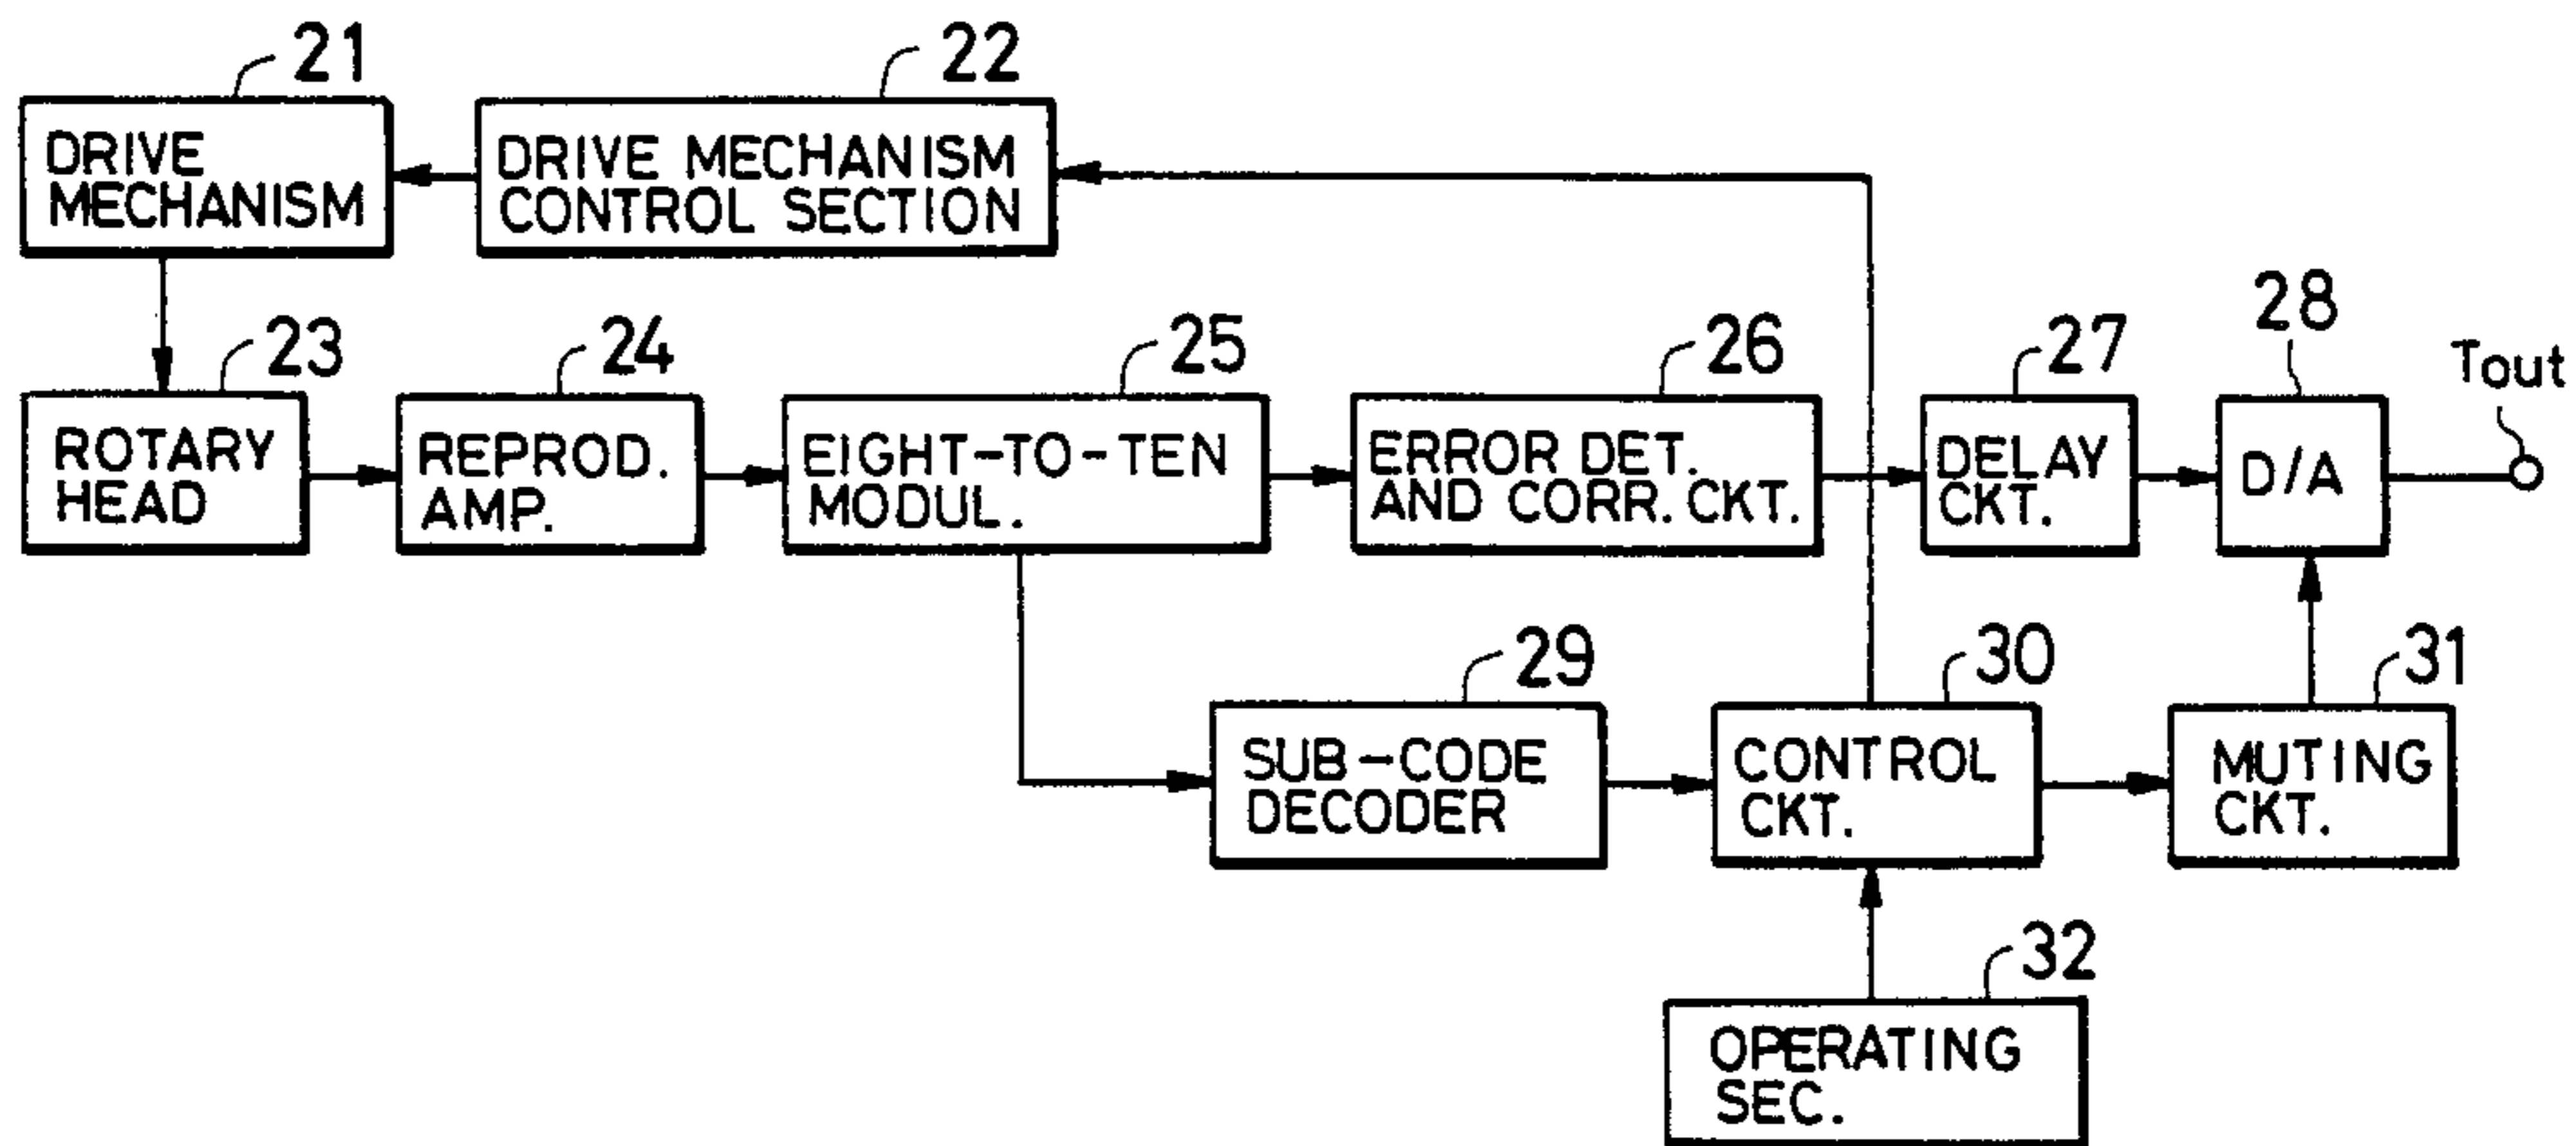 21
22
DRIVE
MECHANISM
DRIVE MECHANISM
CONTROL SECTION
23
24
25
26
27
28
Tout
ROTARY
HEAD
REPROD.
AMP.
EIGHT-TO-TEN
MODUL.
ERROR DET.
AND CORR. CKT.
DELAY
CKT.
D/A
29
30
31
SUB-CODE
DECODER
CONTROL
CKT.
MUTING
CKT.
32
OPERATING
SEC.